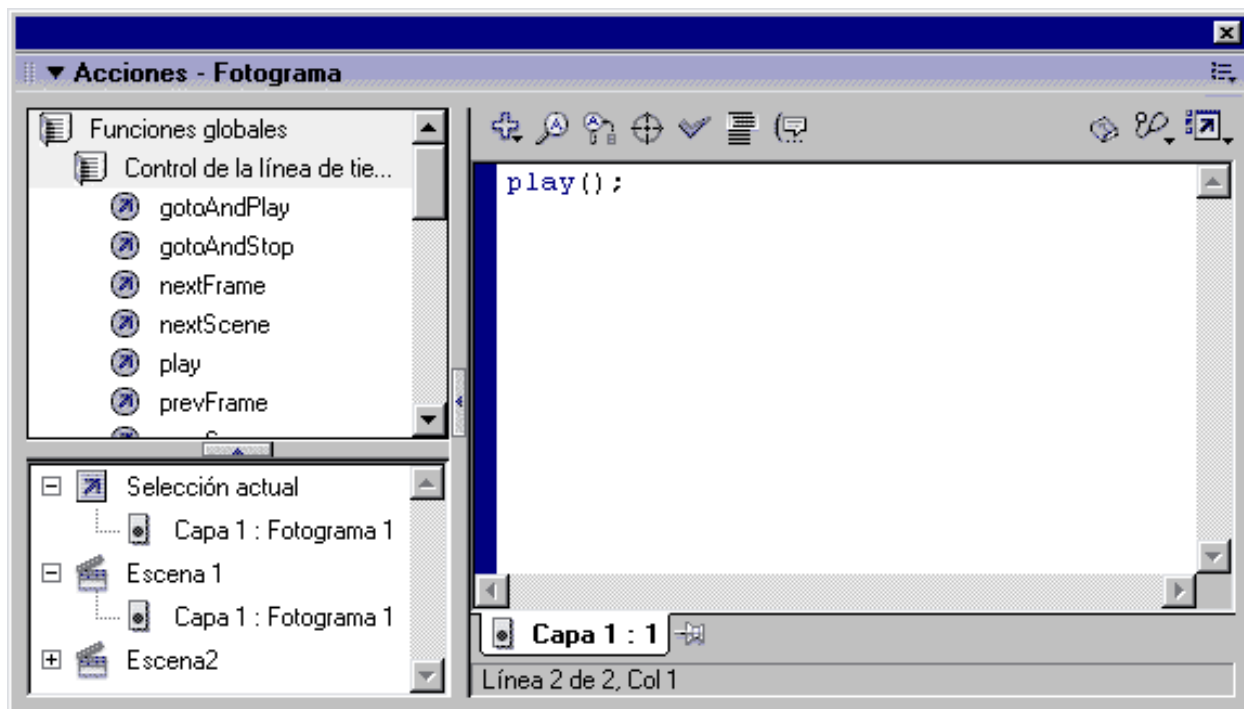 Acciones - Fotograma
Funciones globales
Control de la línea de tie...
gotoAndPlay
gotoAndStop
nextFrame
nextScene
play
prevFrame
Selección actual
Capa 1 : Fotograma 1
Escena 1
Capa 1 : Fotograma 1
Escena2
play();
Capa 1 : 1
Línea 2 de 2, Col 1